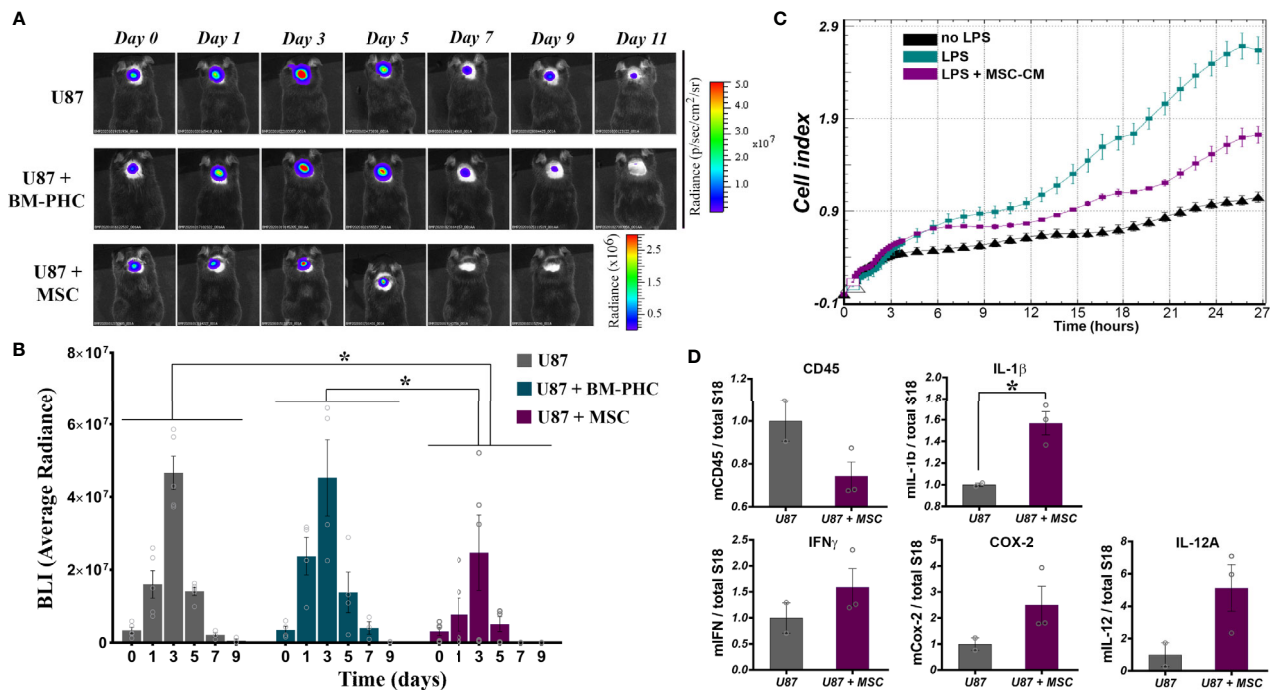 A
Day 0 Day 1 Day 3 Day 5 Day 7 Day 9 Day 11
U87
U87 +
BM-PHC
U87 +
MSC
5.0
4.0
3.0
x10⁷
2.0
1.0
Radiance (p/sec/cm²/sr)
2.5
1.5
0.5
Radiance (x10⁶)
B
BLI (Average Radiance)
8x10⁷
6x10⁷
4x10⁷
2x10⁷
0
*
*
U87
U87 + BM-PHC
U87 + MSC
0 1 3 5 7 9 0 1 3 5 7 9 0 1 3 5 7 9
Time (days)
C
Cell index
2.9
1.9
0.9
-0.1
no LPS
LPS
LPS + MSC-CM
0 3 6 9 12 15 18 21 24 27
Time (hours)
D
CD45
mCD45 / total S18
1.2
1.0
0.8
0.6
U87 U87 + MSC
IL-1β
mIL-1b / total S18
2.0
1.8
1.6
1.4
1.2
1.0
0.8
*
U87 U87 + MSC
IFNγ
mIFN / total S18
2.5
2.0
1.5
1.0
0.5
0.0
U87 U87 + MSC
COX-2
mCox-2 / total S18
5
4
3
2
1
0
U87 U87 + MSC
IL-12A
mIL-12 / total S18
8
6
4
2
0
U87 U87 + MSC